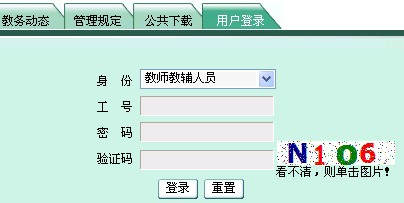 教务动态 管理规定 公共下载 用户登录
身 份 教师教辅人员
工 号
密 码
验证码 N1O6
看不清，则单击图片！
登录 重置